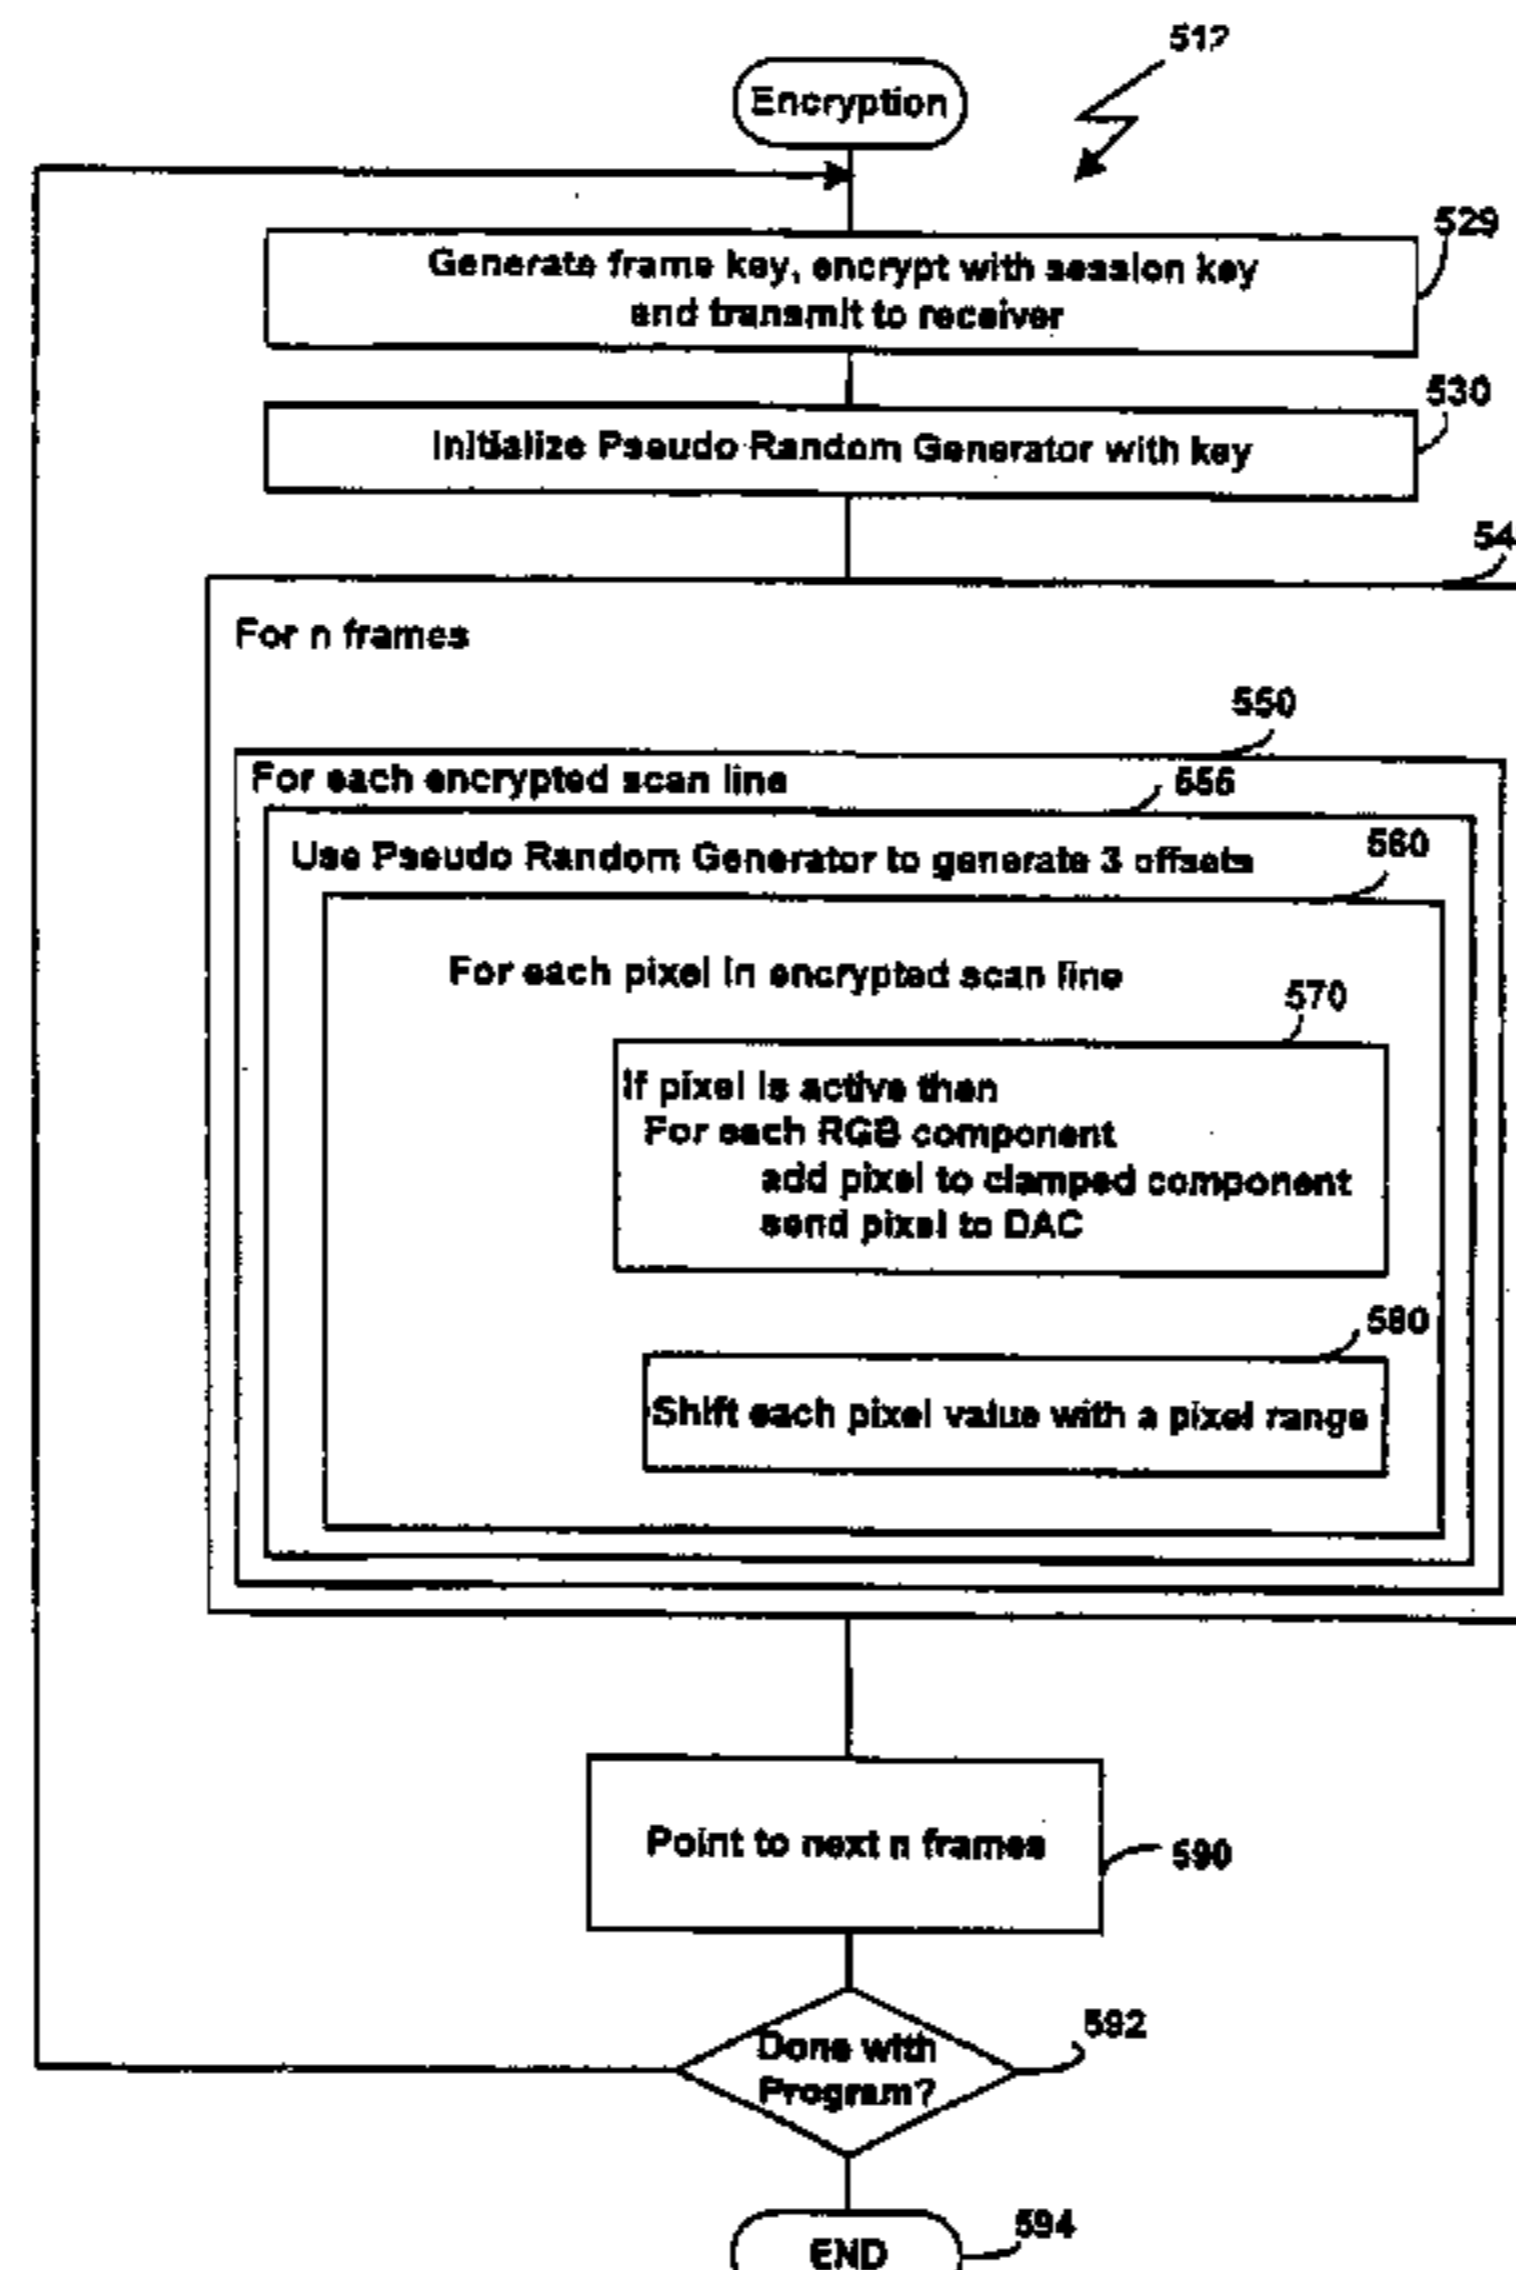 512
Encryption
529
Generate frame key, encrypt with session key
and transmit to receiver
530
Initialize Pseudo Random Generator with key
54
For n frames
550
For each encrypted scan line
555
Use Pseudo Random Generator to generate 3 offsets
560
For each pixel in encrypted scan line
570
If pixel is active then
For each RGB component
add pixel to clamped component
send pixel to DAC
580
Shift each pixel value with a pixel range
Point to next n frames
590
592
Done with
Program?
594
END